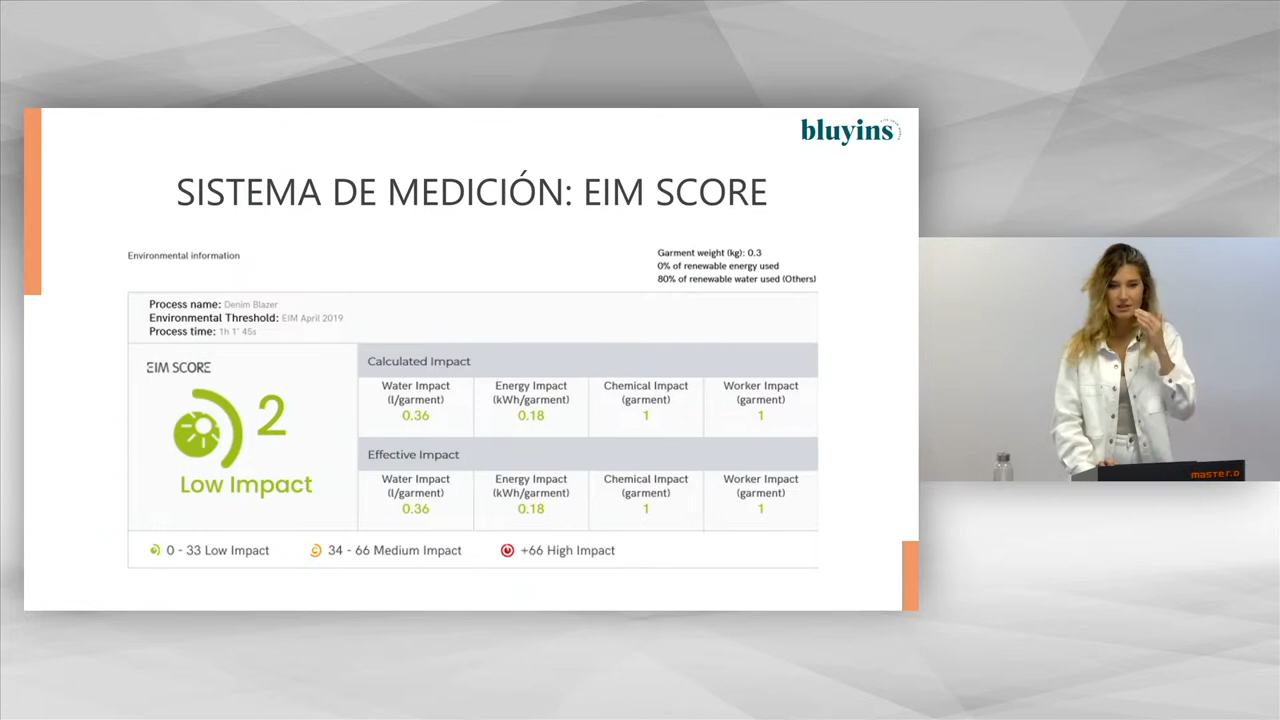 bluyins
SISTEMA DE MEDICIÓN: EIM SCORE
Environmental information
Garment weight (kg): 0.3
0% of renewable energy used
80% of renewable water used (Others)
Process name: Denim Blazer
Environmental Threshold: EIM April 2019
Process time: 1h 1' 45s
EIM SCORE
2
Low Impact
Calculated Impact
Water Impact Energy Impact Chemical Impact Worker Impact
(l/garment) (kWh/garment) (garment) (garment)
0.36 0.18 1 1
Effective Impact
Water Impact Energy Impact Chemical Impact Worker Impact
(l/garment) (kWh/garment) (garment) (garment)
0.36 0.18 1 1
0 - 33 Low Impact 34 - 66 Medium Impact +66 High Impact
MASTER.D